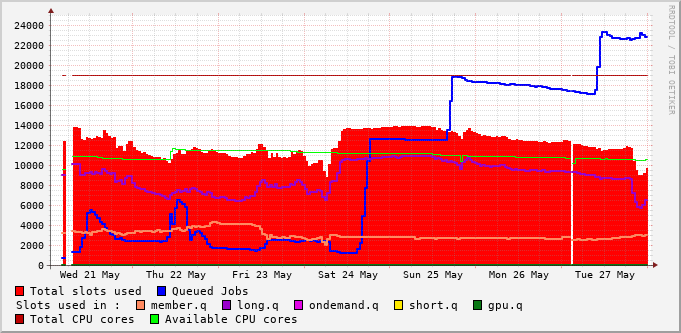 24000
22000
20000
18000
16000
14000
12000
10000
8000
6000
4000
2000
0
Wed 21 May Thu 22 May Fri 23 May Sat 24 May Sun 25 May Mon 26 May Tue 27 May
RRDTOOL / TOBI OETIKER
Total slots used Queued Jobs
Slots used in : member.q long.q ondemand.q short.q gpu.q
Total CPU cores Available CPU cores